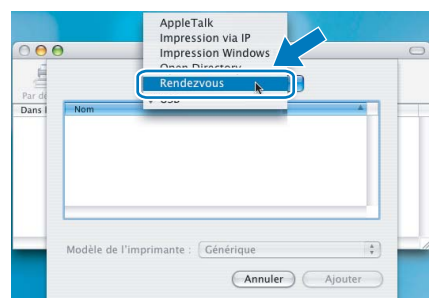 AppleTalk
Impression via IP
Impression Windows
Open Directory
Rendezvous
USB
Par dé
Dans l
Nom
Modèle de l'imprimante :
Générique
Annuler
Ajouter